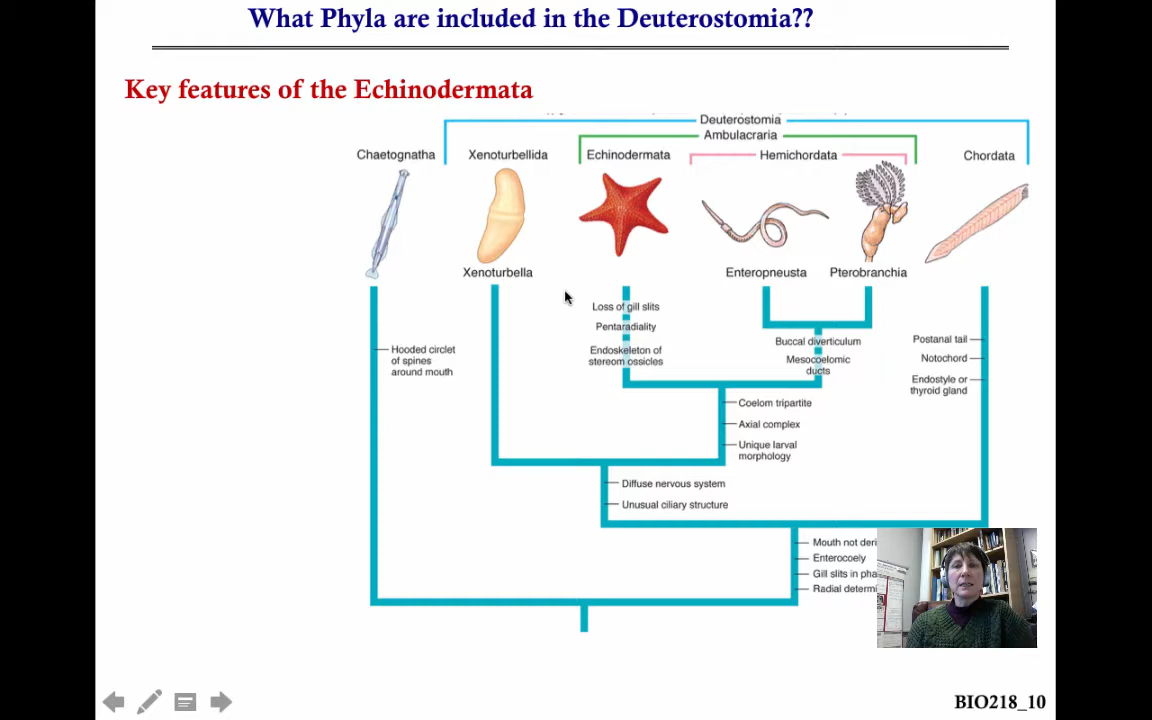 What Phyla are included in the Deuterostomia??
Key features of the Echinodermata
Deuterostomia
Ambulacraria
Chaetognatha
Xenoturbellida
Echinodermata
Hemichordata
Chordata
Xenoturbella
Enteropneusta
Pterobranchia
Loss of gill slits
Pentaradiality
Endoskeleton of
stereom ossicles
Buccal diverticulum
Mesocoelomic
ducts
Postanal tail
Notochord
Endostyle or
thyroid gland
Hooded circlet
of spines
around mouth
Coelom tripartite
Axial complex
Unique larval
morphology
Diffuse nervous system
Unusual ciliary structure
Mouth not deri
Enterocoely
Gill slits in pha
Radial determi
BIO218_10